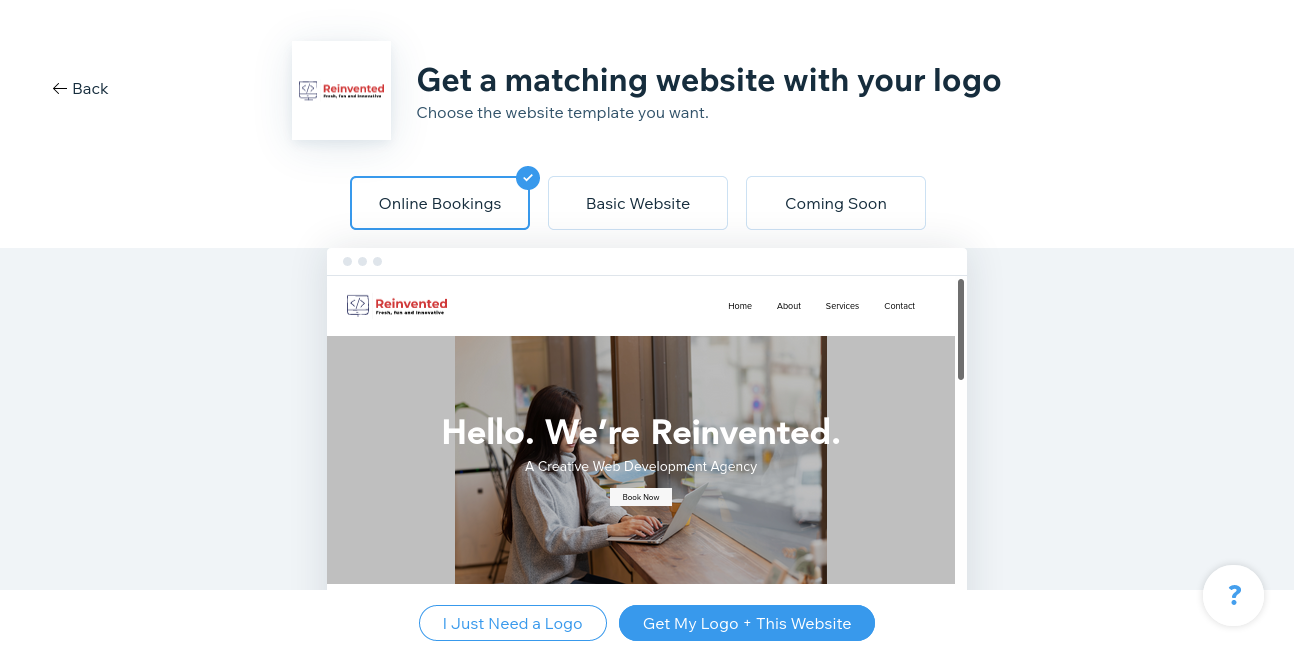 Back
Reinvented
Fresh, fun and innovative
Get a matching website with your logo
Choose the website template you want.
Online Bookings
Basic Website
Coming Soon
Reinvented
Fresh, fun and innovative
Home
About
Services
Contact
Hello. We're Reinvented.
A Creative Web Development Agency
Book Now
I Just Need a Logo
Get My Logo + This Website
?